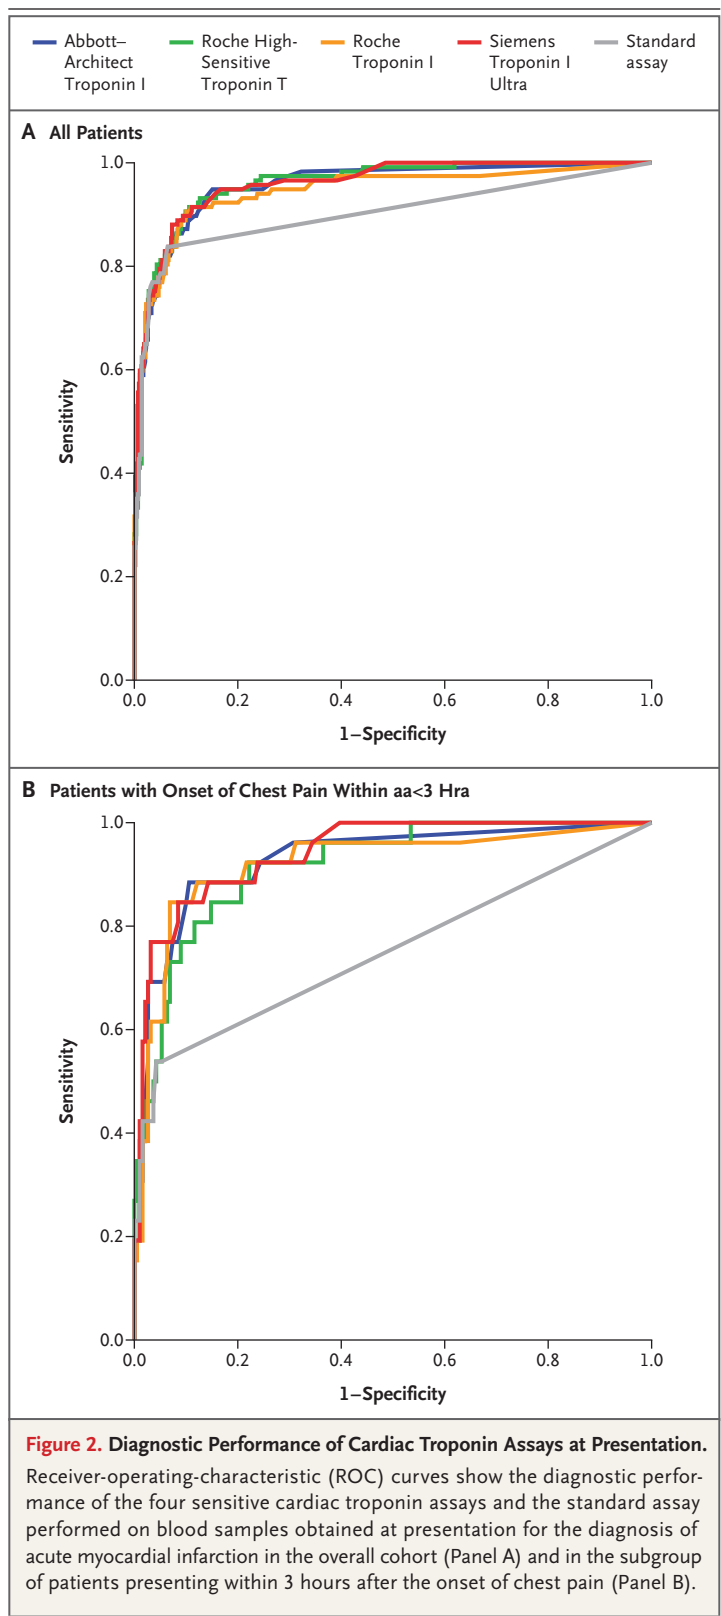 Abbott–
Architect
Troponin I
Roche High-
Sensitive
Troponin T
Roche
Troponin I
Siemens
Troponin I
Ultra
Standard
assay
A All Patients
1.0
0.8
0.6
0.4
0.2
0.0
Sensitivity
0.0 0.2 0.4 0.6 0.8 1.0
1–Specificity
B Patients with Onset of Chest Pain Within aa<3 Hra
1.0
0.8
0.6
0.4
0.2
0.0
Sensitivity
0.0 0.2 0.4 0.6 0.8 1.0
1–Specificity
Figure 2. Diagnostic Performance of Cardiac Troponin Assays at Presentation.
Receiver-operating-characteristic (ROC) curves show the diagnostic perfor-
mance of the four sensitive cardiac troponin assays and the standard assay
performed on blood samples obtained at presentation for the diagnosis of
acute myocardial infarction in the overall cohort (Panel A) and in the subgroup
of patients presenting within 3 hours after the onset of chest pain (Panel B).